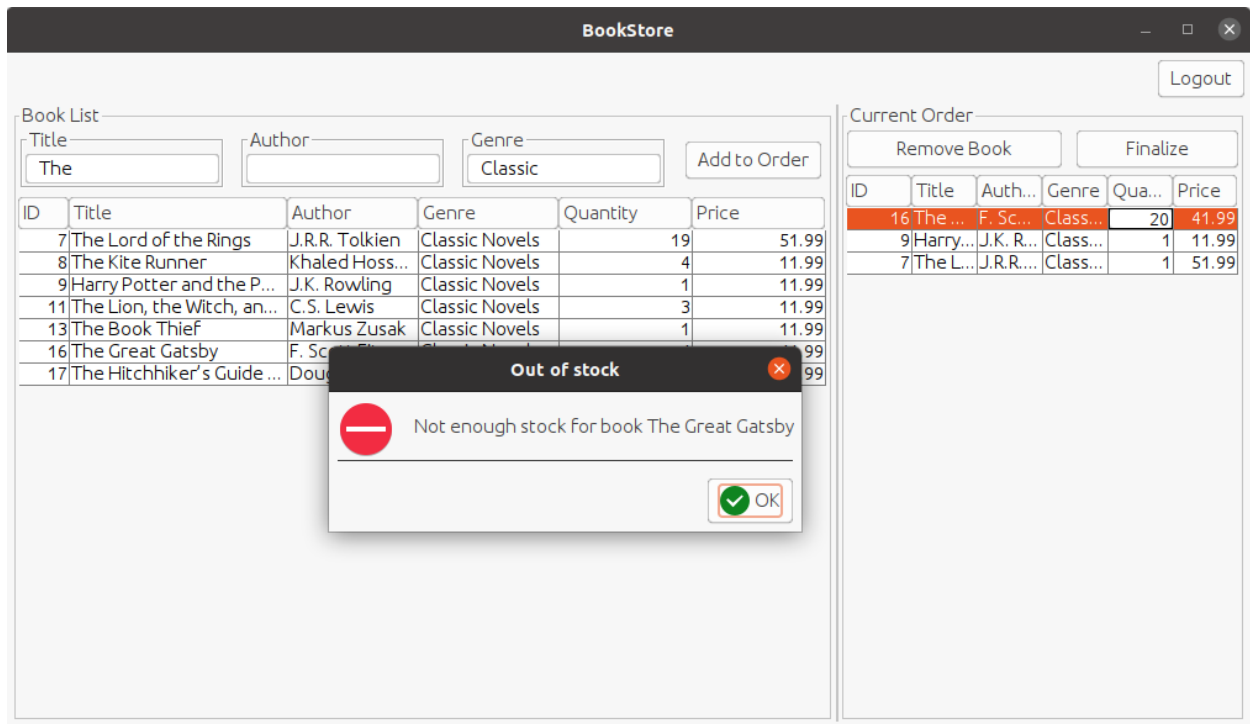 BookStore
Logout
Book List
Title Author Genre
The Classic Add to Order
ID Title Author Genre Quantity Price
7 The Lord of the Rings J.R.R. Tolkien Classic Novels 19 51.99
8 The Kite Runner Khaled Hoss... Classic Novels 4 11.99
9 Harry Potter and the P... J.K. Rowling Classic Novels 1 11.99
11 The Lion, the Witch, an... C.S. Lewis Classic Novels 3 11.99
13 The Book Thief Markus Zusak Classic Novels 1 11.99
16 The Great Gatsby F. Sc 99
17 The Hitchhiker's Guide ... Doug 99
Out of stock
Not enough stock for book The Great Gatsby
OK
Current Order
Remove Book Finalize
ID Title Auth... Genre Qua... Price
16 The ... F. Sc... Class... 20 41.99
9 Harry... J.K. R... Class... 1 11.99
7 The L... J.R.R.... Class... 1 51.99